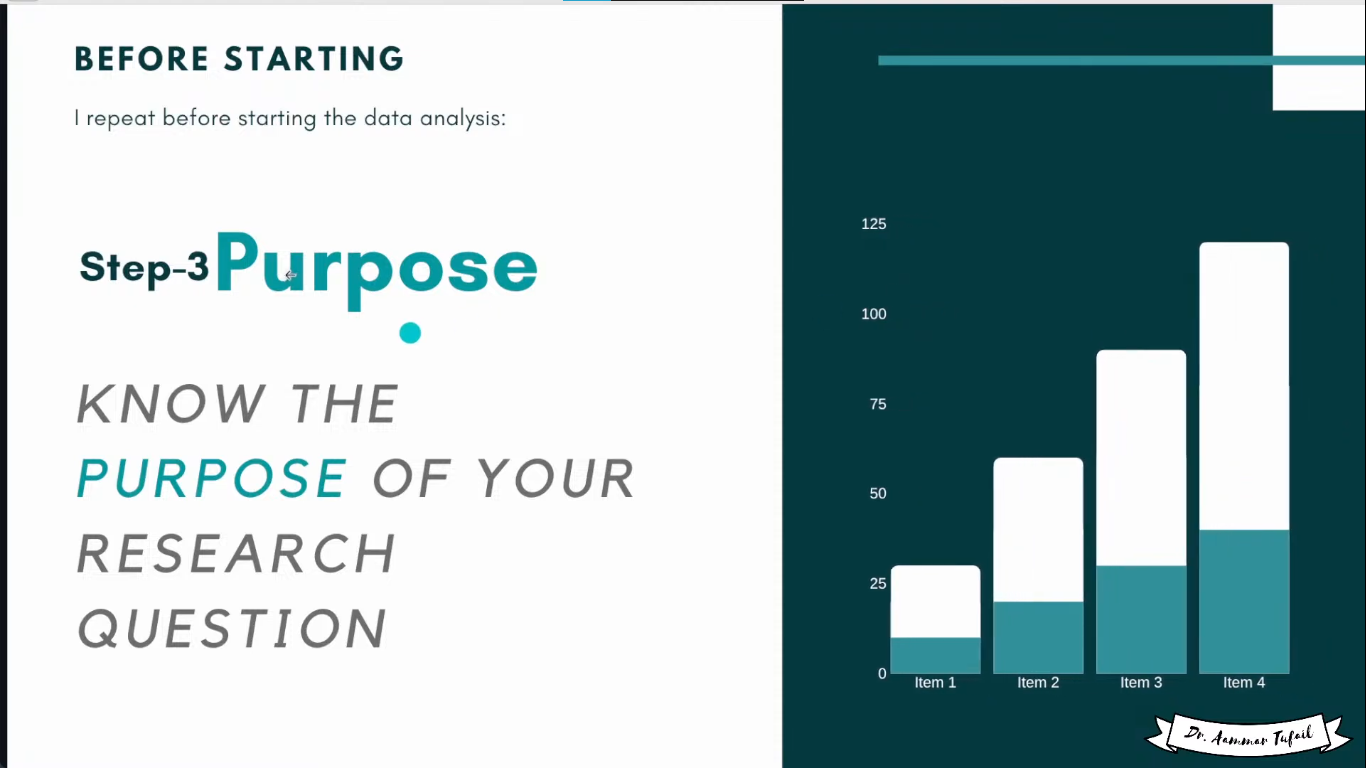 BEFORE STARTING
I repeat before starting the data analysis:
Step-3 Purpose
KNOW THE
PURPOSE OF YOUR
RESEARCH
QUESTION
125
100
75
50
25
0
Item 1 Item 2 Item 3 Item 4
Dr. Aammar Tufail